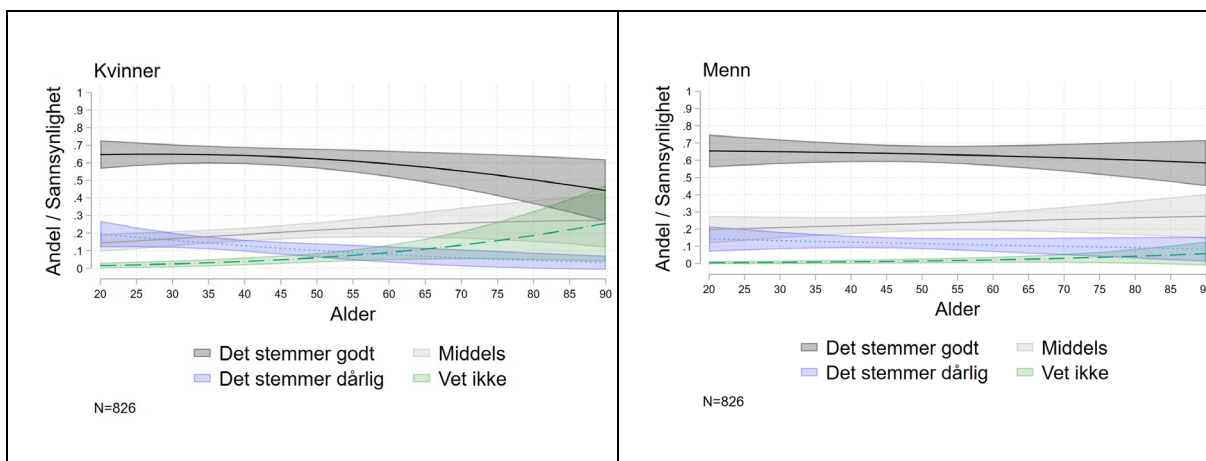 Kvinner
Andel / Sannsynlighet
1
.9
.8
.7
.6
.5
.4
.3
.2
.1
0
20 25 30 35 40 45 50 55 60 65 70 75 80 85 90
Alder
Det stemmer godt Middels
Det stemmer dårlig Vet ikke
N=826
Menn
Andel / Sannsynlighet
1
.9
.8
.7
.6
.5
.4
.3
.2
.1
0
20 25 30 35 40 45 50 55 60 65 70 75 80 85
Alder
Det stemmer godt Middels
Det stemmer dårlig Vet ikke
N=826